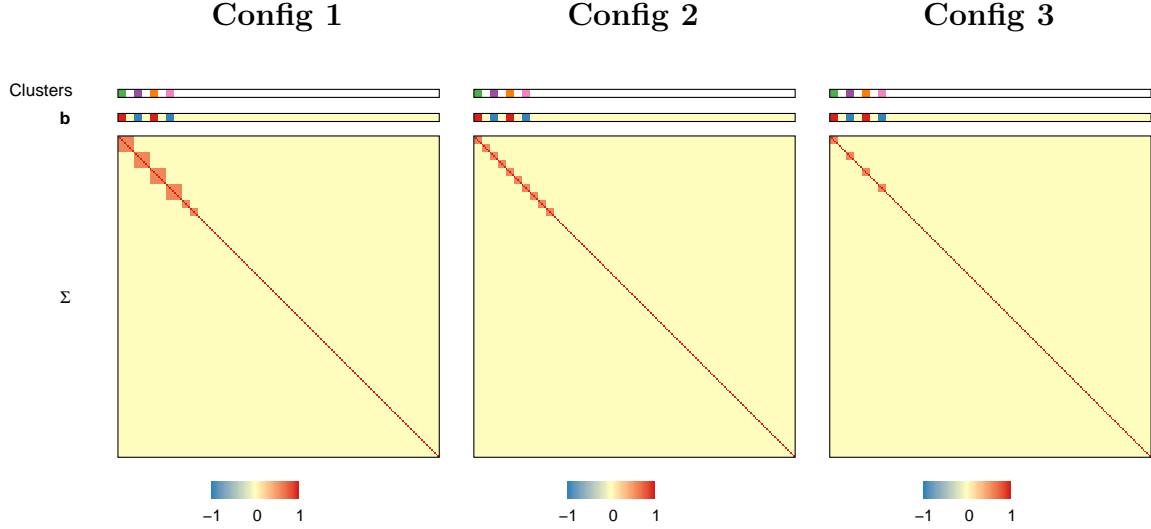 Config 1 Config 2 Config 3
Clusters
b
Σ
−1 0 1 −1 0 1 −1 0 1